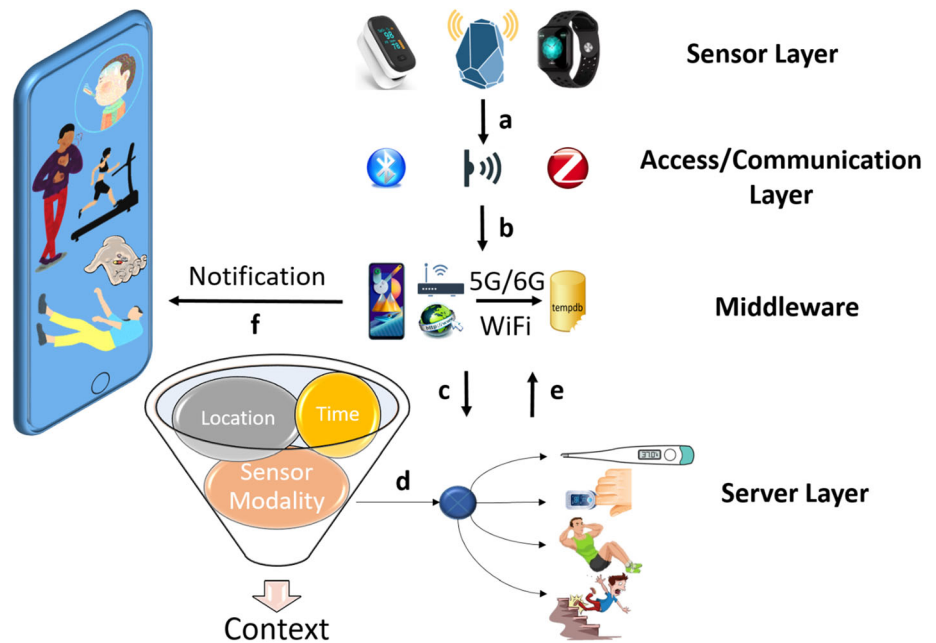 Sensor Layer
a
Access/Communication
Layer
b
Notification
f
5G/6G
WiFi
tempdb
Middleware
c
e
Location
Time
Sensor
Modality
d
Server Layer
Context